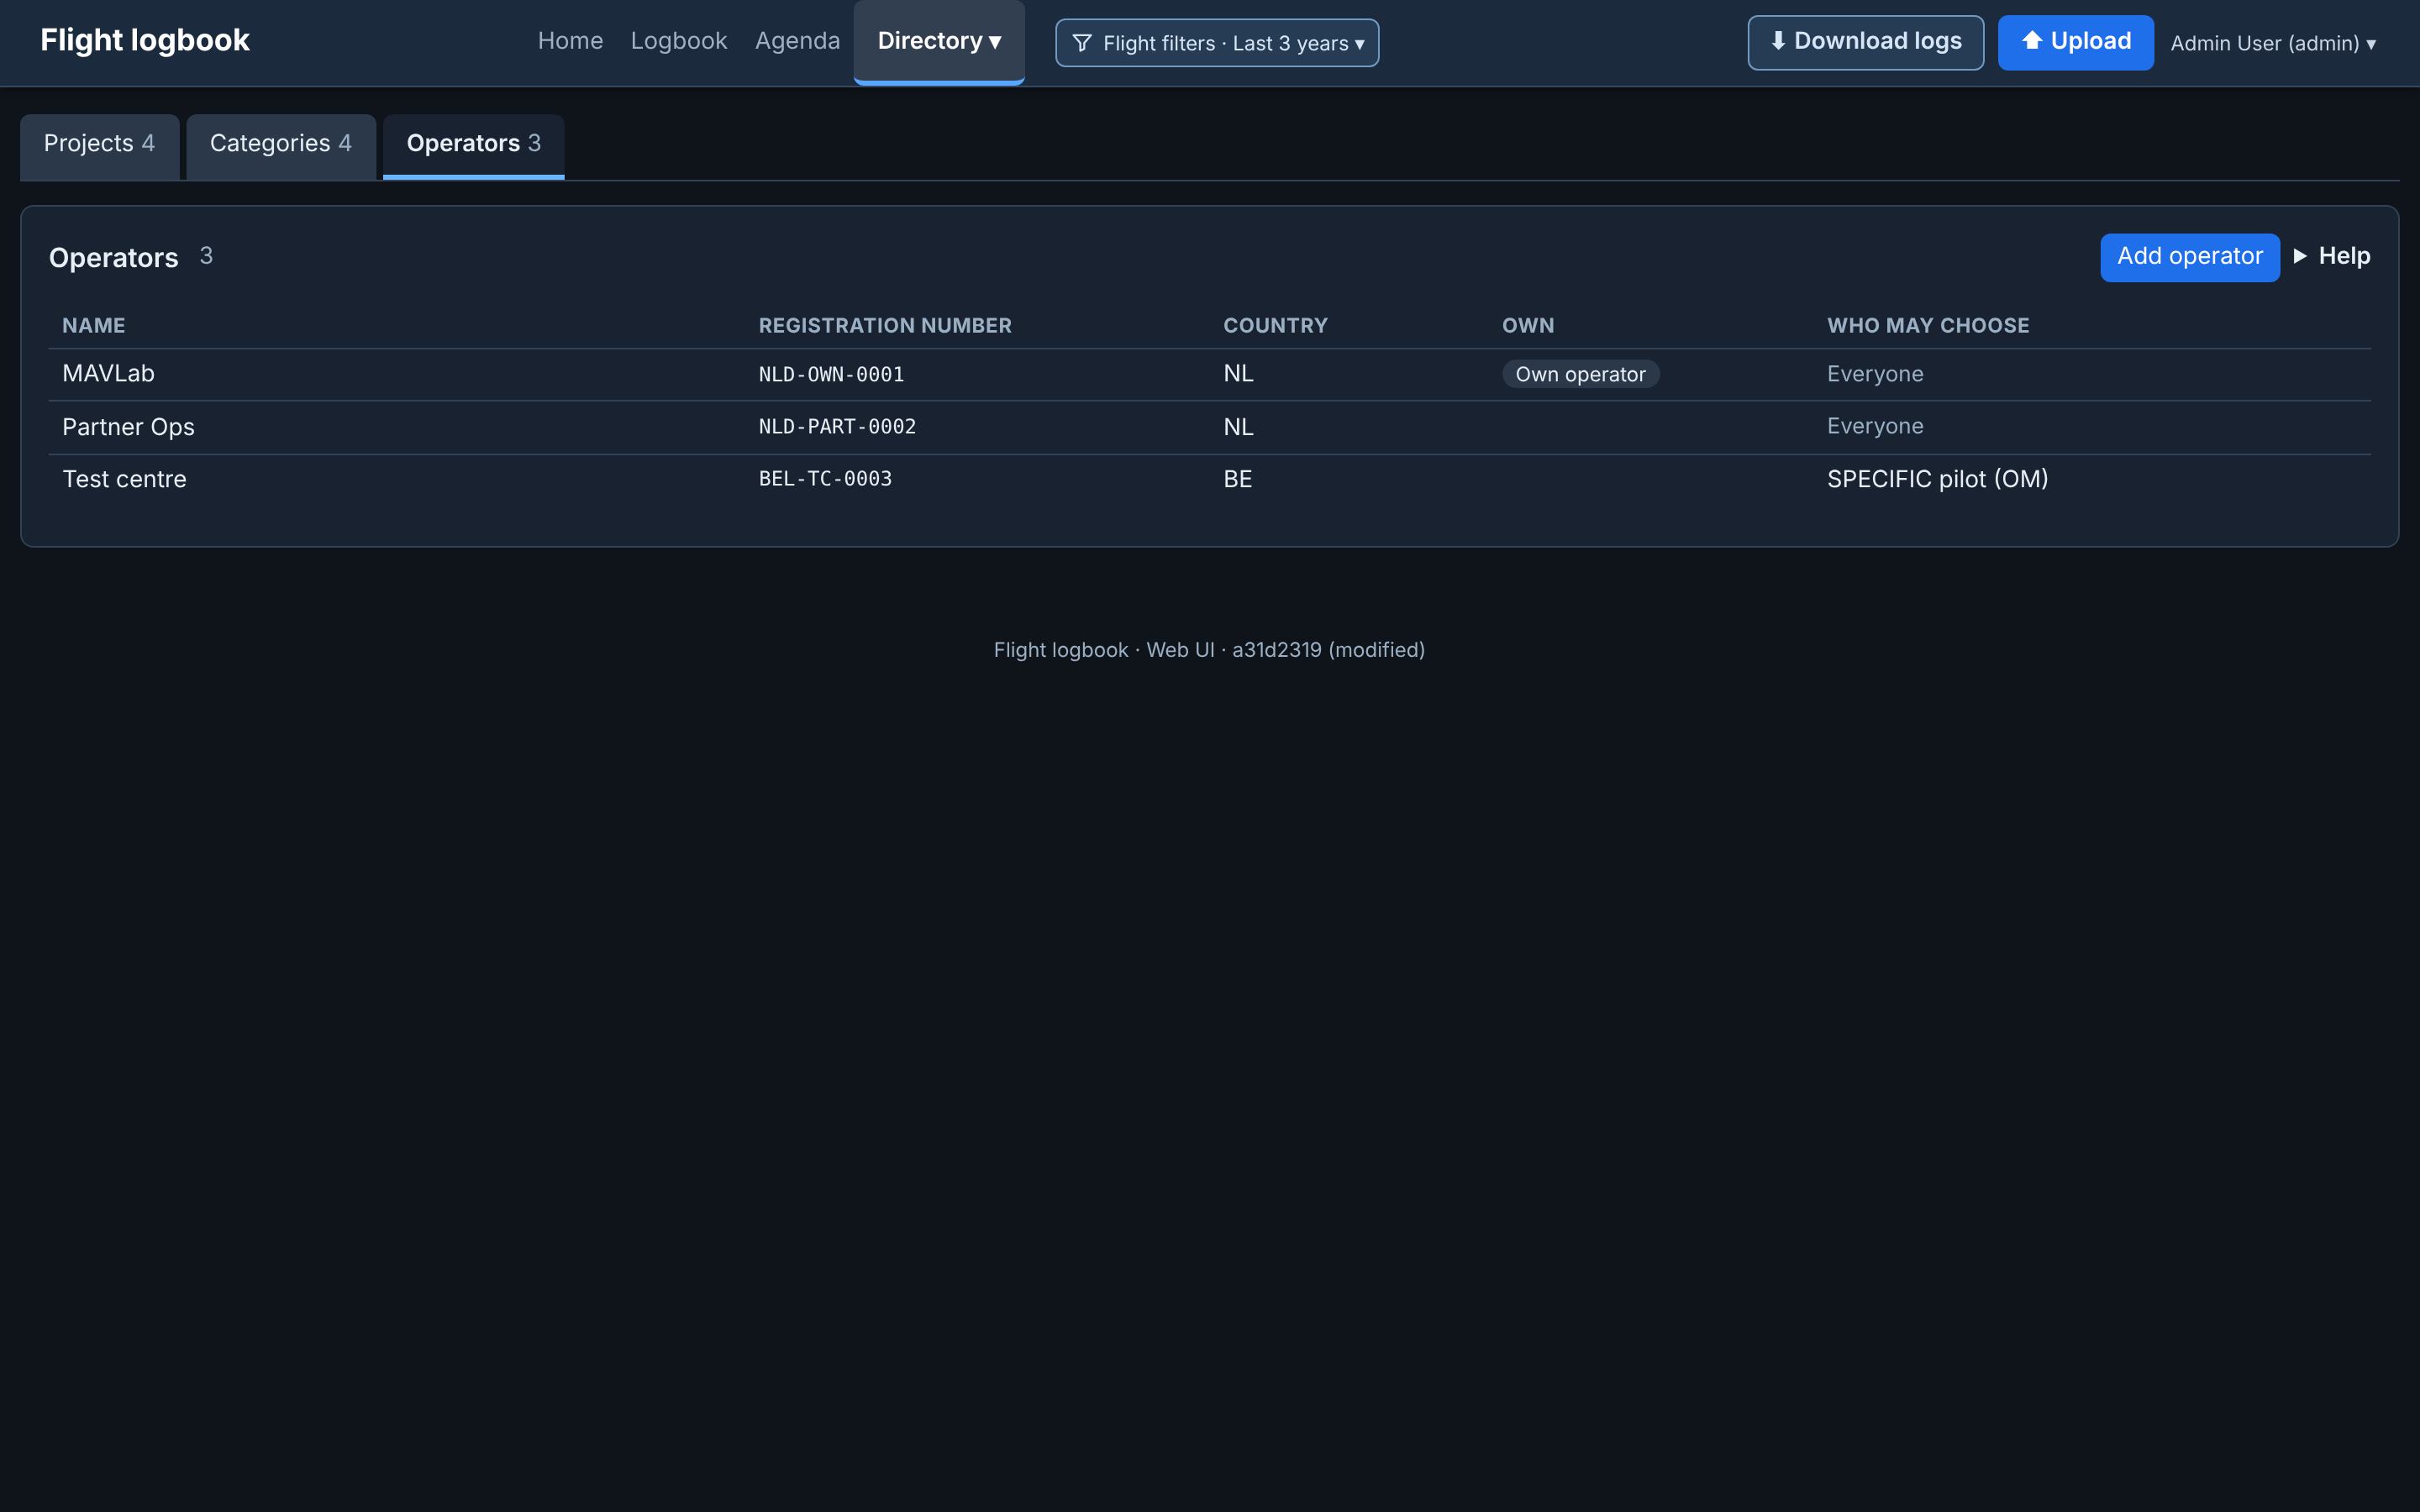 Flight logbook
Home Logbook Agenda Directory ▾ Flight filters · Last 3 years ▾
⬇ Download logs ⬆ Upload Admin User (admin) ▾
Projects 4 Categories 4 Operators 3
Operators 3
Add operator ▶ Help
NAME REGISTRATION NUMBER COUNTRY OWN WHO MAY CHOOSE
MAVLab NLD-OWN-0001 NL Own operator Everyone
Partner Ops NLD-PART-0002 NL Everyone
Test centre BEL-TC-0003 BE SPECIFIC pilot (OM)
Flight logbook · Web UI · a31d2319 (modified)